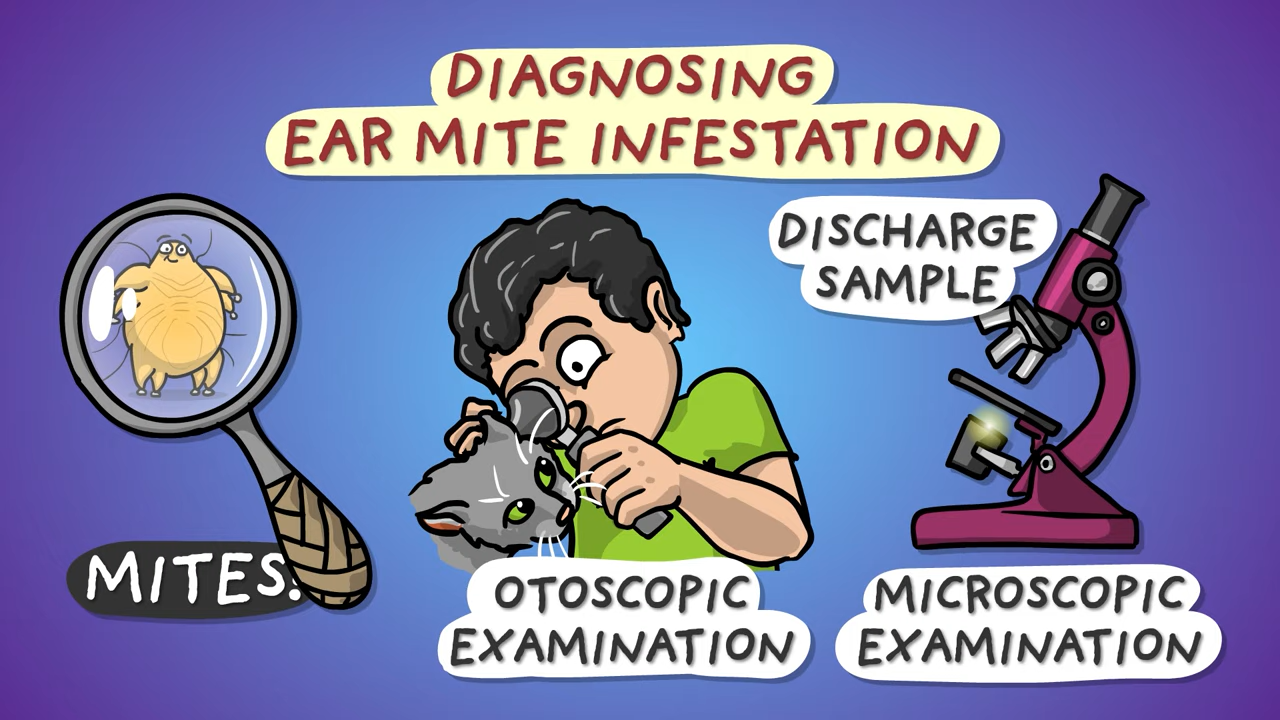 DIAGNOSING
EAR MITE INFESTATION
DISCHARGE
SAMPLE
MITES!
OTOSCOPIC
EXAMINATION
MICROSCOPIC
EXAMINATION